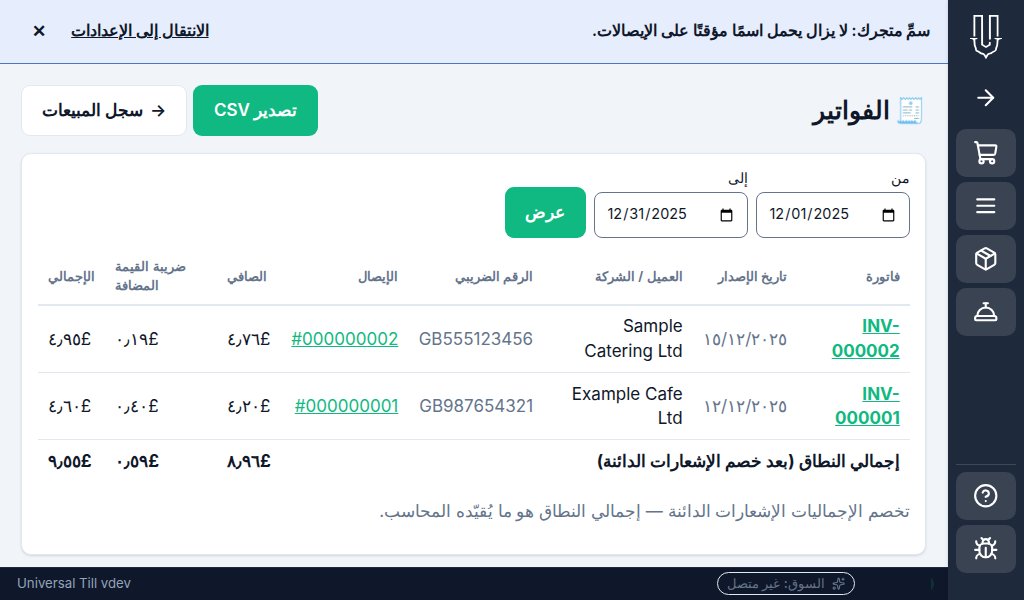 سمِّ متجرك: لا يزال يحمل اسمًا مؤقتًا على الإيصالات.
الانتقال إلى الإعدادات ✕
🧾 الفواتير
تصدير CSV
→ سجل المبيعات
من
إلى
12/01/2025
12/31/2025
عرض
فاتورة تاريخ الإصدار العميل / الشركة الرقم الضريبي الإيصال الصافي ضريبة القيمة المضافة الإجمالي
INV-000002 ١٥/١٢/٢٠٢٥ Sample Catering Ltd GB555123456 #000000002 £٤٫٧٦ £٠٫١٩ £٤٫٩٥
INV-000001 ١٢/١٢/٢٠٢٥ Example Cafe Ltd GB987654321 #000000001 £٤٫٢٠ £٠٫٤٠ £٤٫٦٠
إجمالي النطاق (بعد خصم الإشعارات الدائنة) £٨٫٩٦ £٠٫٥٩ £٩٫٥٥
تخصم الإجماليات الإشعارات الدائنة — إجمالي النطاق هو ما يُقيّده المحاسب.
السوق: غير متصل
Universal Till vdev